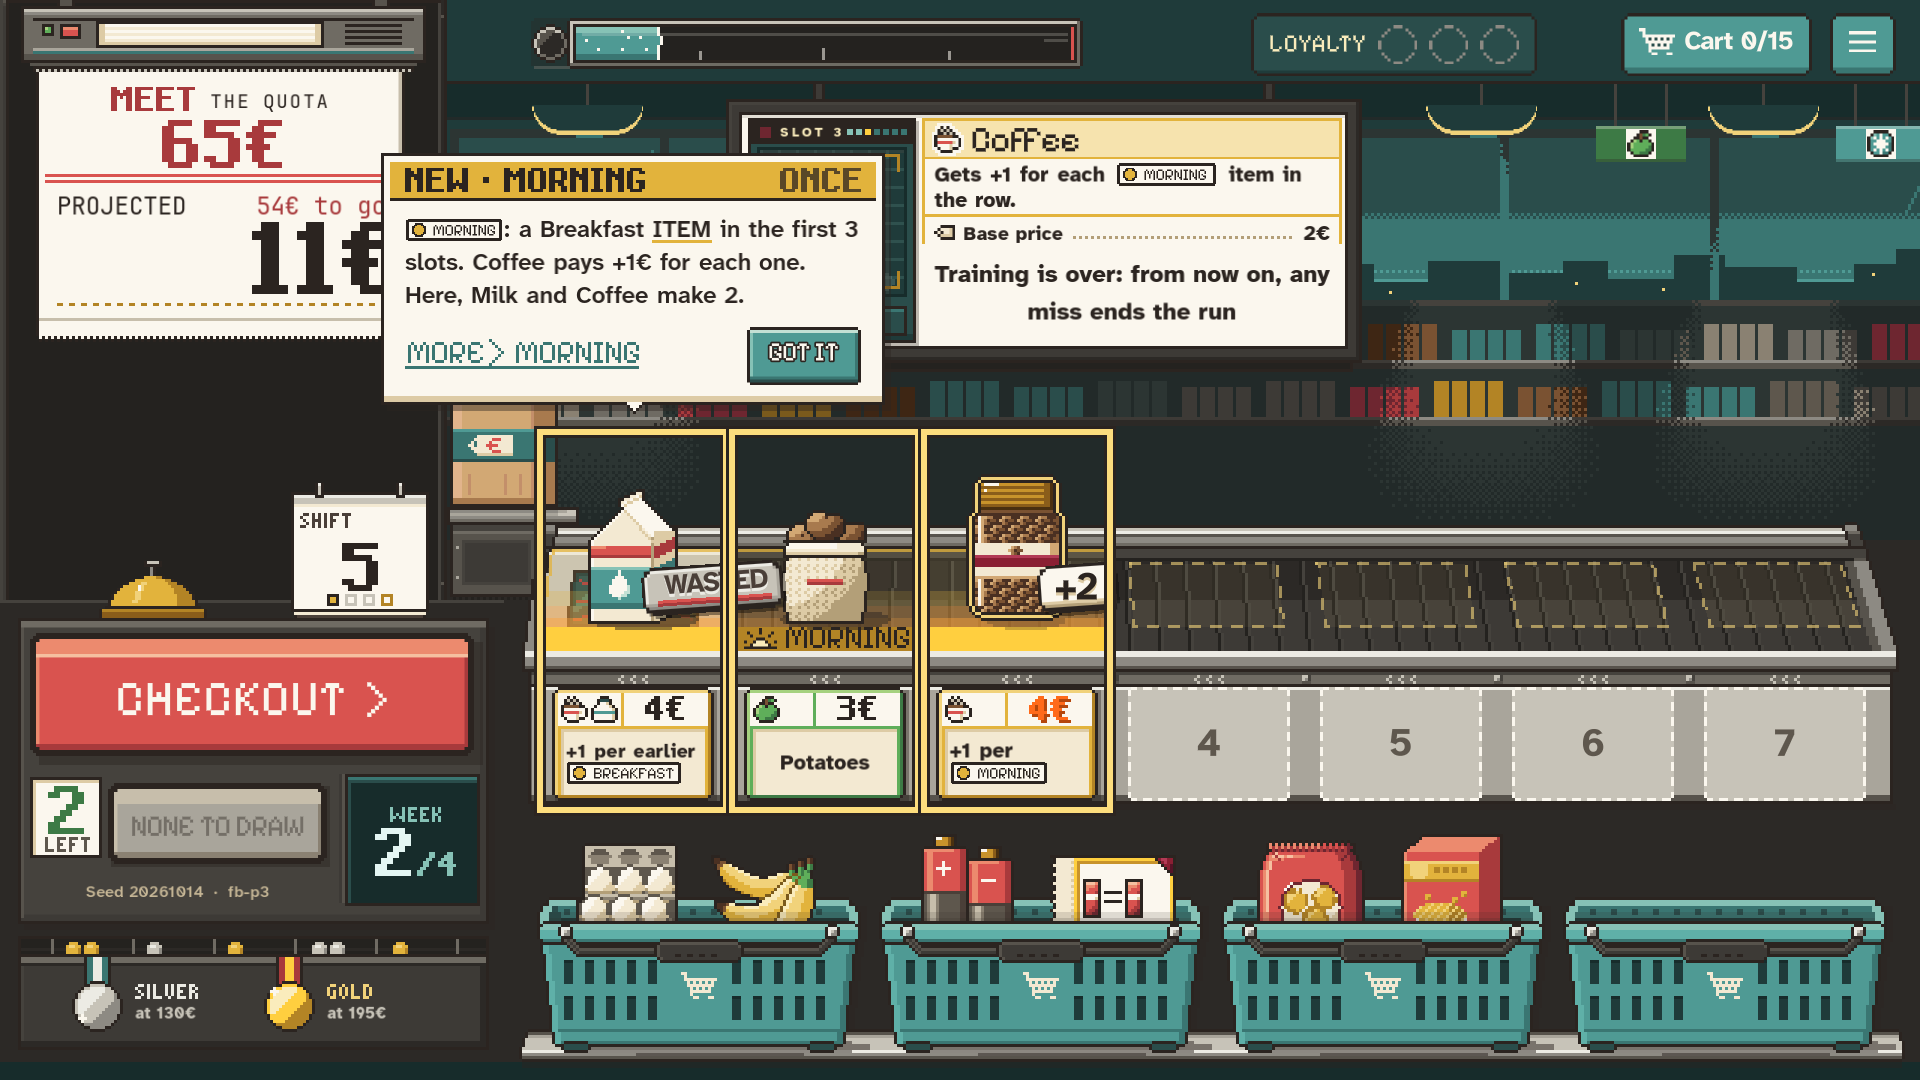 MEET THE QUOTA
65€
PROJECTED 54€ to go
11€
LOYALTY
Cart 0/15
SLOT 3
Coffee
Gets +1 for each MORNING item in
the row.
Base price 2€
Training is over: from now on, any
miss ends the run
NEW · MORNING ONCE
MORNING: a Breakfast ITEM in the first 3
slots. Coffee pays +1€ for each one.
Here, Milk and Coffee make 2.
MORE> MORNING
GOT IT
€
SHIFT
5
WASTED
MORNING
+2
4€
+1 per earlier
BREAKFAST
3€
Potatoes
4€
+1 per
MORNING
4
5
6
7
CHECKOUT >
2
LEFT
NONE TO DRAW
WEEK
2/4
Seed 20261014 · fb-p3
SILVER
at 130€
GOLD
at 195€